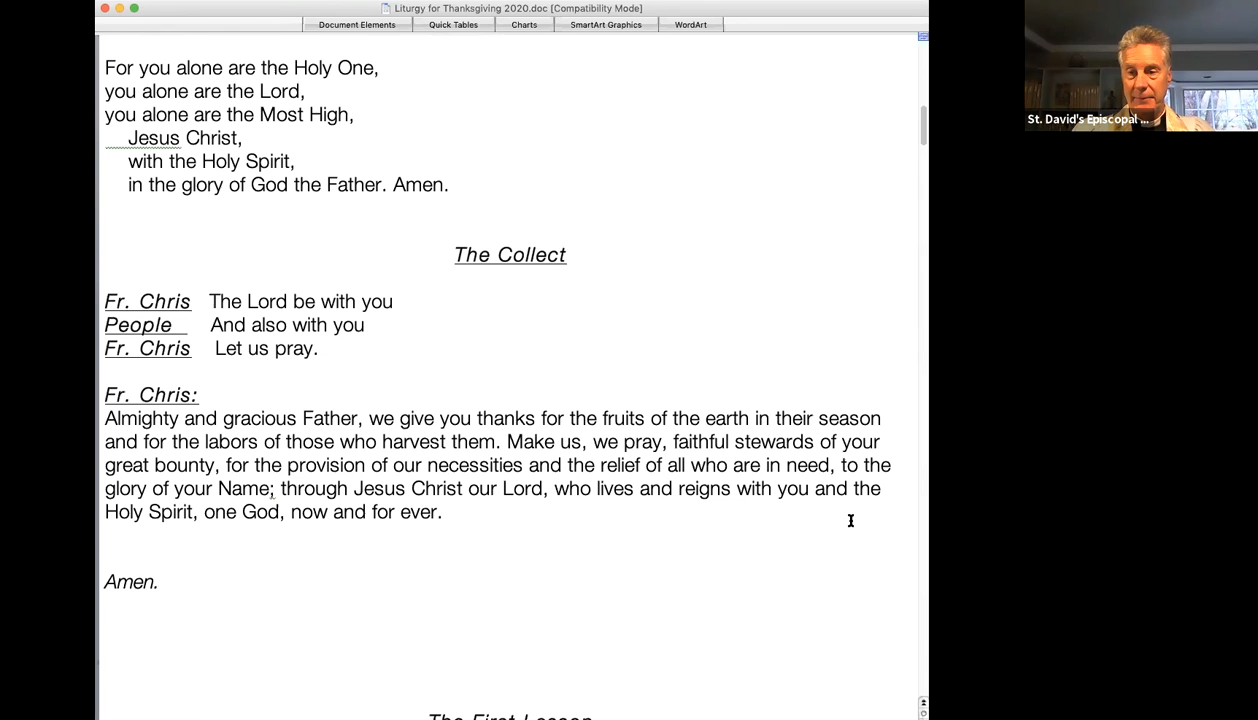 Liturgy for Thanksgiving 2020.doc [Compatibility Mode]
Document Elements Quick Tables Charts SmartArt Graphics WordArt
For you alone are the Holy One,
you alone are the Lord,
you alone are the Most High,
Jesus Christ,
with the Holy Spirit,
in the glory of God the Father. Amen.
The Collect
Fr. Chris The Lord be with you
People And also with you
Fr. Chris Let us pray.
Fr. Chris:
Almighty and gracious Father, we give you thanks for the fruits of the earth in their season
and for the labors of those who harvest them. Make us, we pray, faithful stewards of your
great bounty, for the provision of our necessities and the relief of all who are in need, to the
glory of your Name; through Jesus Christ our Lord, who lives and reigns with you and the
Holy Spirit, one God, now and for ever.
Amen.
The First Lesson
St. David's Episcopal ...